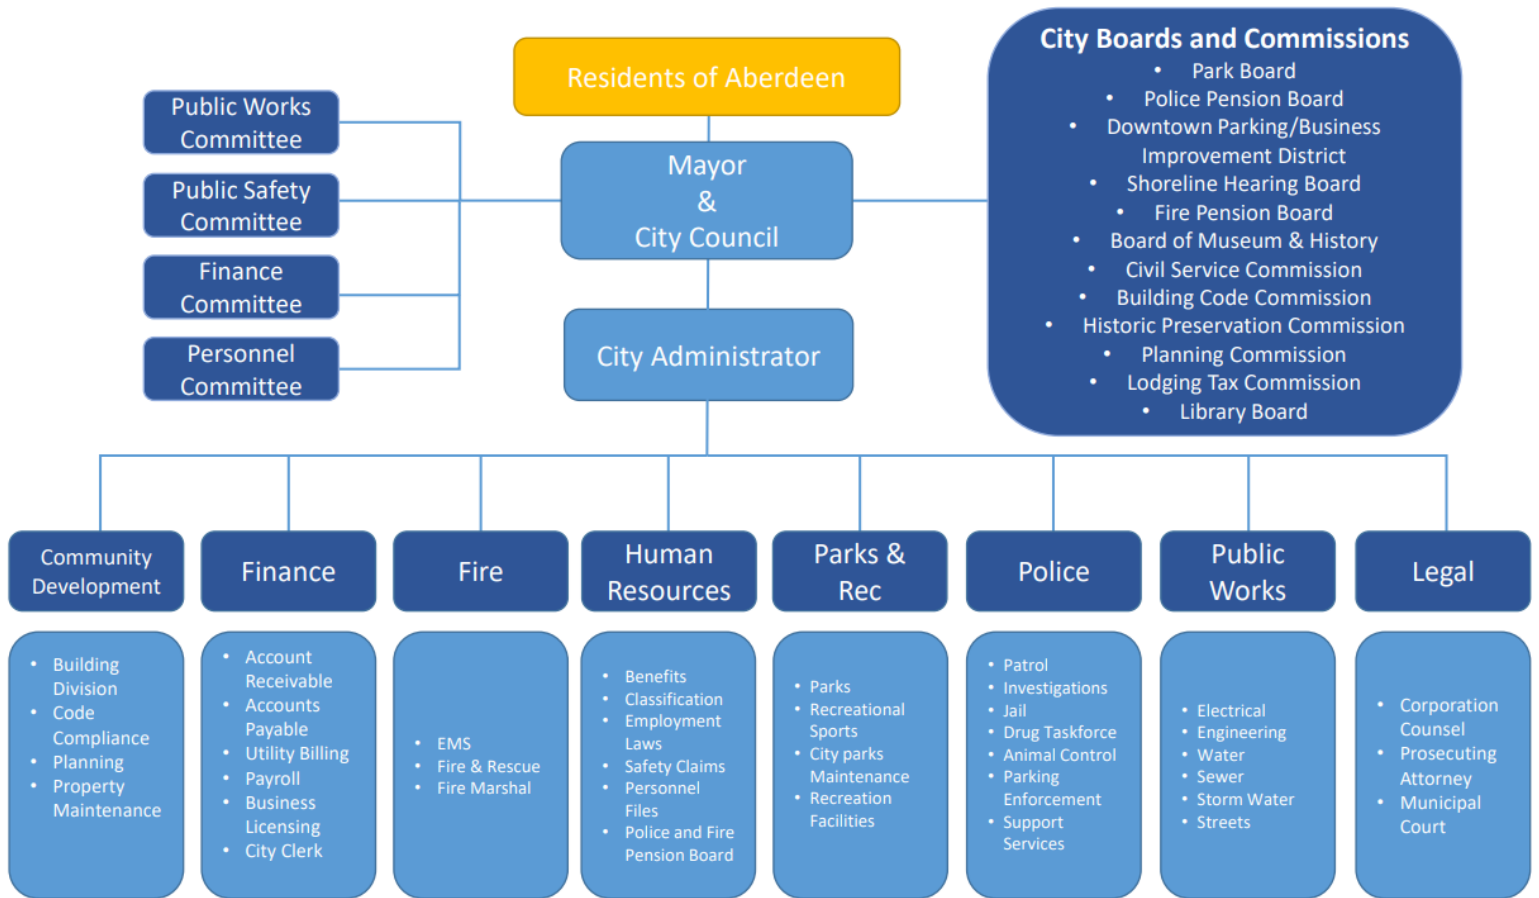 Residents of Aberdeen
Public Works
Committee
Public Safety
Committee
Finance
Committee
Personnel
Committee
Mayor
&
City Council
City Administrator
City Boards and Commissions
• Park Board
• Police Pension Board
• Downtown Parking/Business
Improvement District
• Shoreline Hearing Board
• Fire Pension Board
• Board of Museum & History
• Civil Service Commission
• Building Code Commission
• Historic Preservation Commission
• Planning Commission
• Lodging Tax Commission
• Library Board
Community
Development
• Building
Division
• Code
Compliance
• Planning
• Property
Maintenance
Finance
• Account
Receivable
• Accounts
Payable
• Utility Billing
• Payroll
• Business
Licensing
• City Clerk
Fire
• EMS
• Fire & Rescue
• Fire Marshal
Human
Resources
• Benefits
• Classification
• Employment
Laws
• Safety Claims
• Personnel
Files
• Police and Fire
Pension Board
Parks &
Rec
• Parks
• Recreational
Sports
• City parks
Maintenance
• Recreation
Facilities
Police
• Patrol
• Investigations
• Jail
• Drug Taskforce
• Animal Control
• Parking
Enforcement
• Support
Services
Public
Works
• Electrical
• Engineering
• Water
• Sewer
• Storm Water
• Streets
Legal
• Corporation
Counsel
• Prosecuting
Attorney
• Municipal
Court